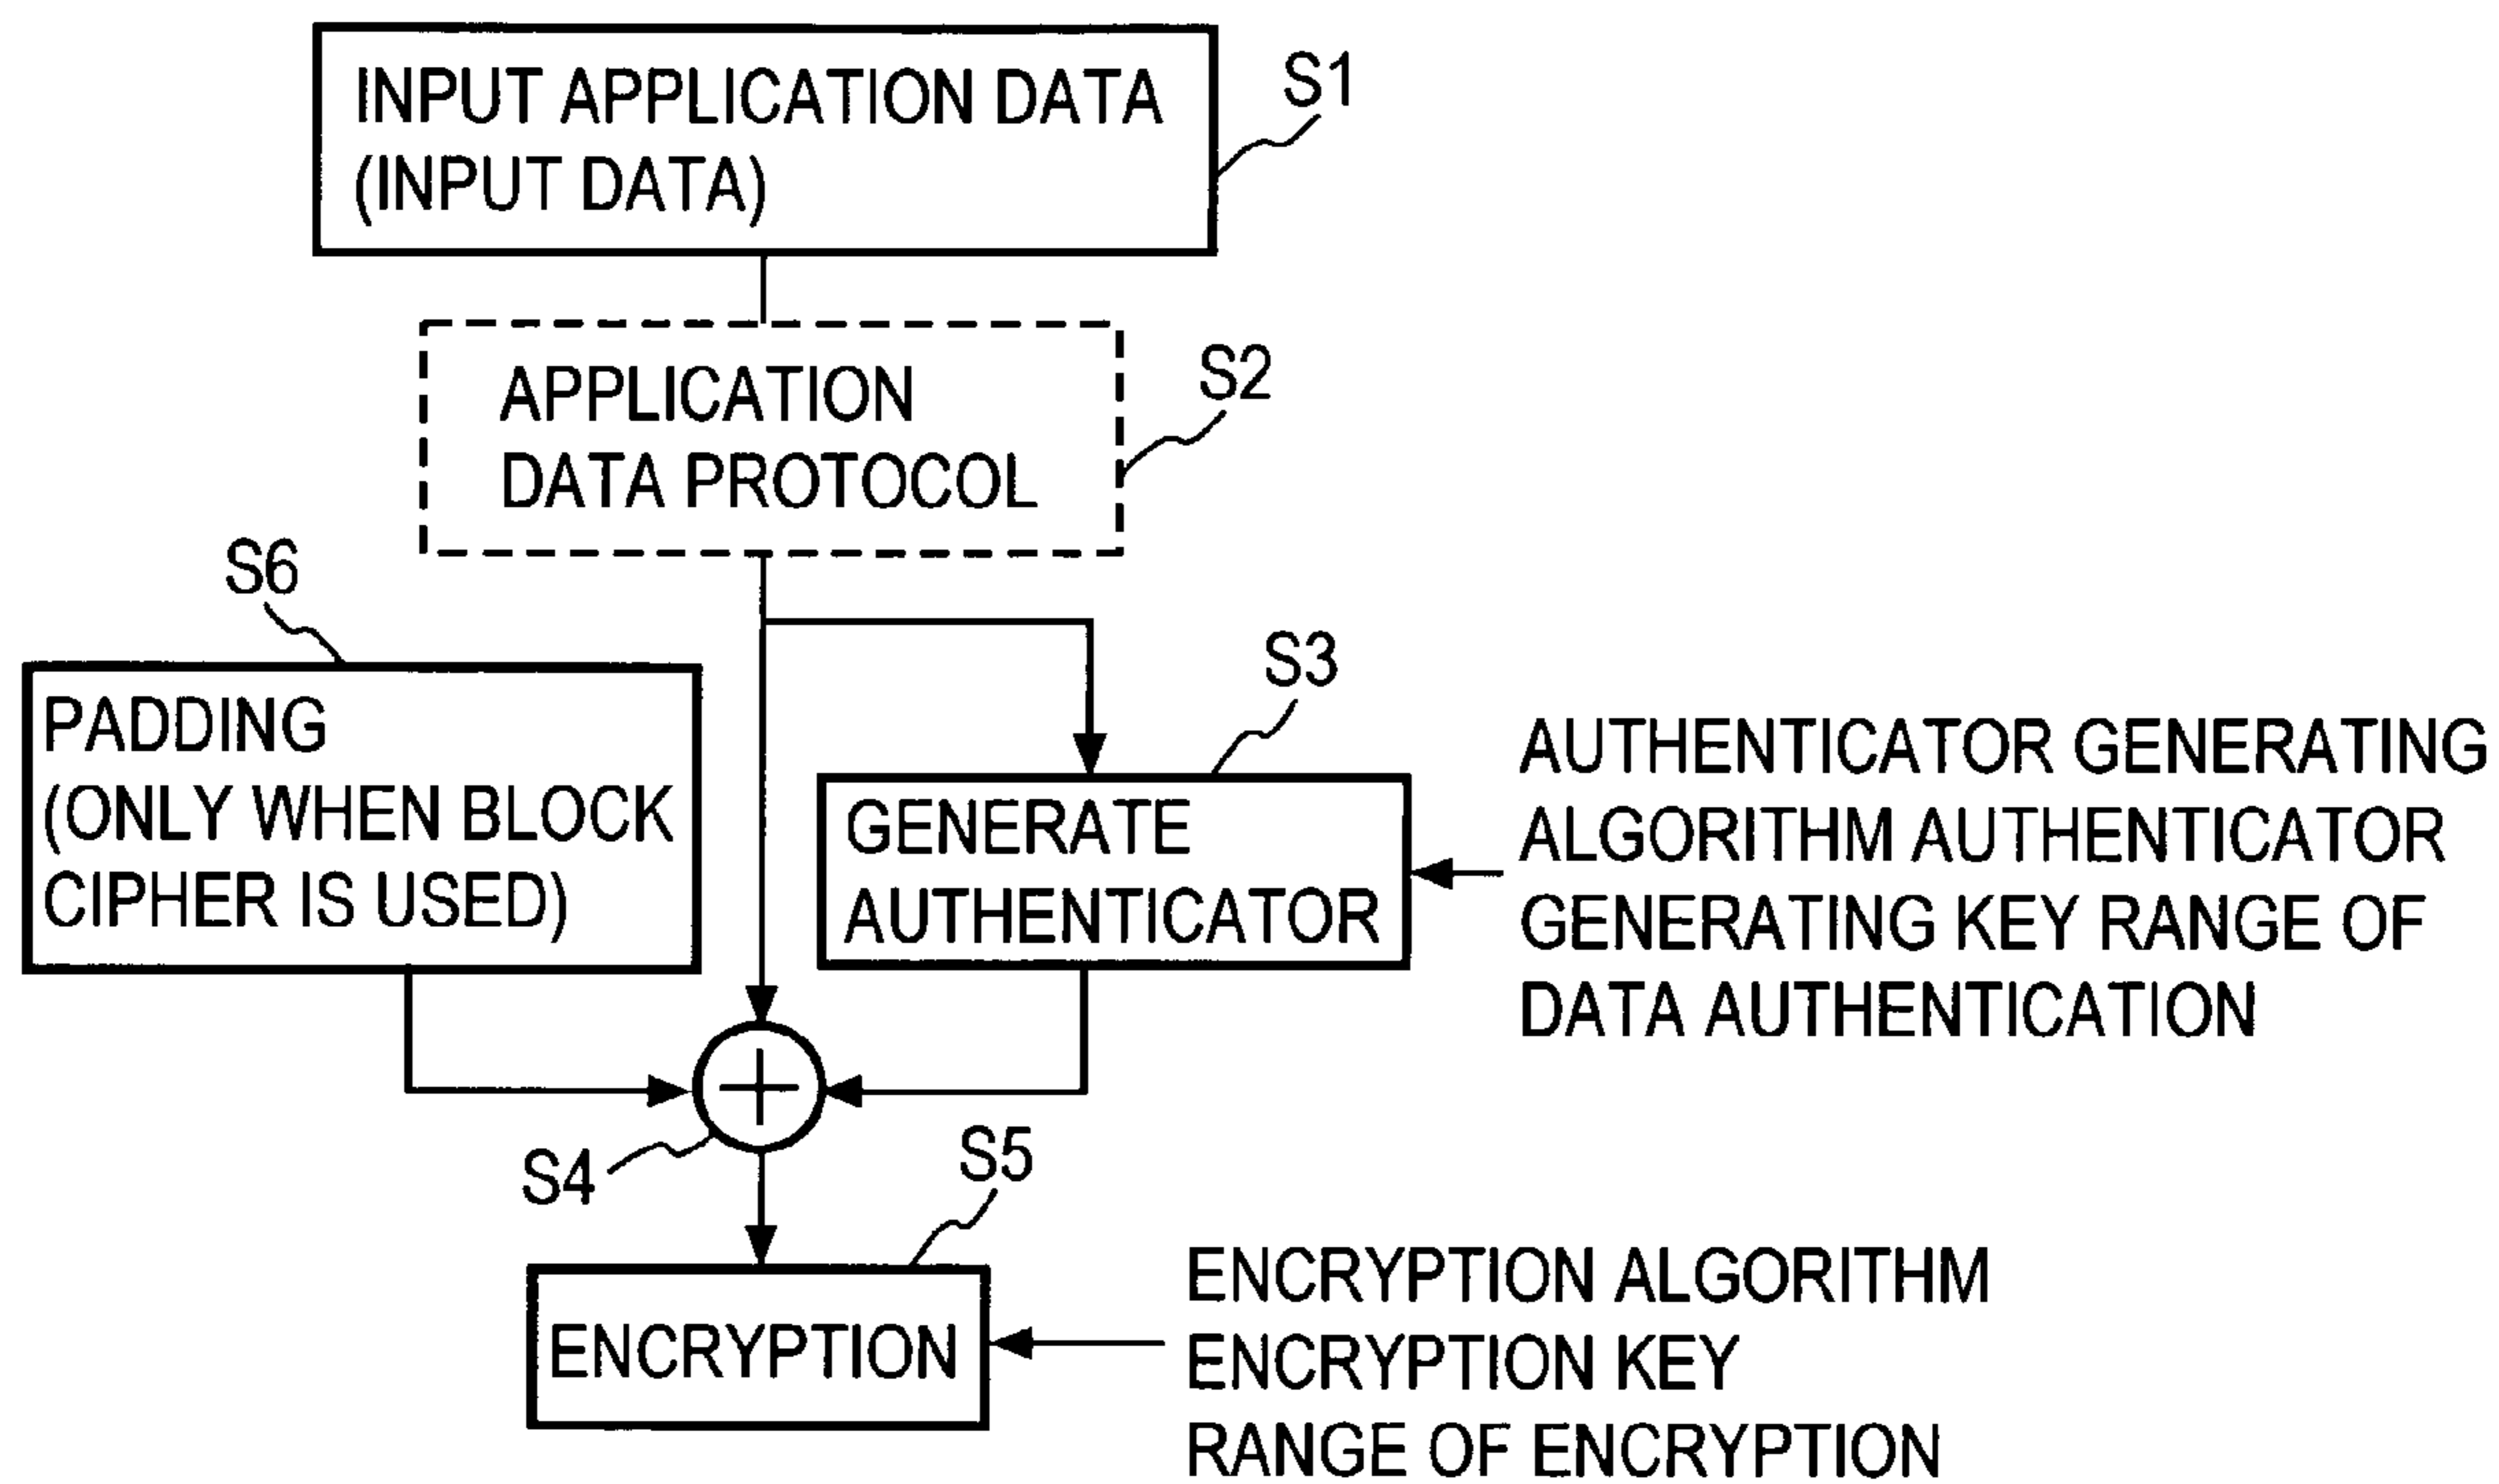 INPUT APPLICATION DATA
(INPUT DATA)
S1
APPLICATION
DATA PROTOCOL
S2
S6
PADDING
(ONLY WHEN BLOCK
CIPHER IS USED)
S3
GENERATE
AUTHENTICATOR
AUTHENTICATOR GENERATING
ALGORITHM AUTHENTICATOR
GENERATING KEY RANGE OF
DATA AUTHENTICATION
S4
S5
ENCRYPTION
ENCRYPTION ALGORITHM
ENCRYPTION KEY
RANGE OF ENCRYPTION